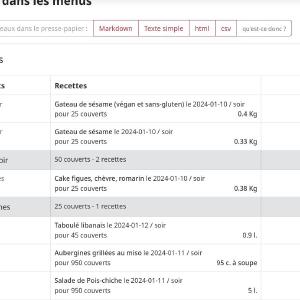 dans les menus
eaux dans le presse-papier: Markdown Texte simple html csv qu'est-ce donc ?
s
ts Recettes
r Gateau de sésame (végan et sans-gluten) le 2024-01-10 / soir
pour 25 couverts 0.4 Kg
r Gateau de sésame le 2024-01-10 / soir
pour 25 couverts 0.33 Kg
oir 50 couverts - 2 recettes
es Cake figues, chèvre, romarin le 2024-01-10 / soir
pour 25 couverts 0.38 Kg
nes 25 couverts - 1 recettes
Taboulé libanais le 2024-01-12 / soir
pour 45 couverts 0.9 l.
Aubergines grillées au miso le 2024-01-11 / soir
pour 950 couverts 95 c. à soupe
Salade de Pois-chiche le 2024-01-11 / soir
pour 950 couverts 5 l.